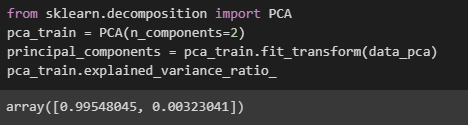 from sklearn.decomposition import PCA
pca_train = PCA(n_components=2)
principal_components = pca_train.fit_transform(data_pca)
pca_train.explained_variance_ratio_
array([0.99548045, 0.00323041])